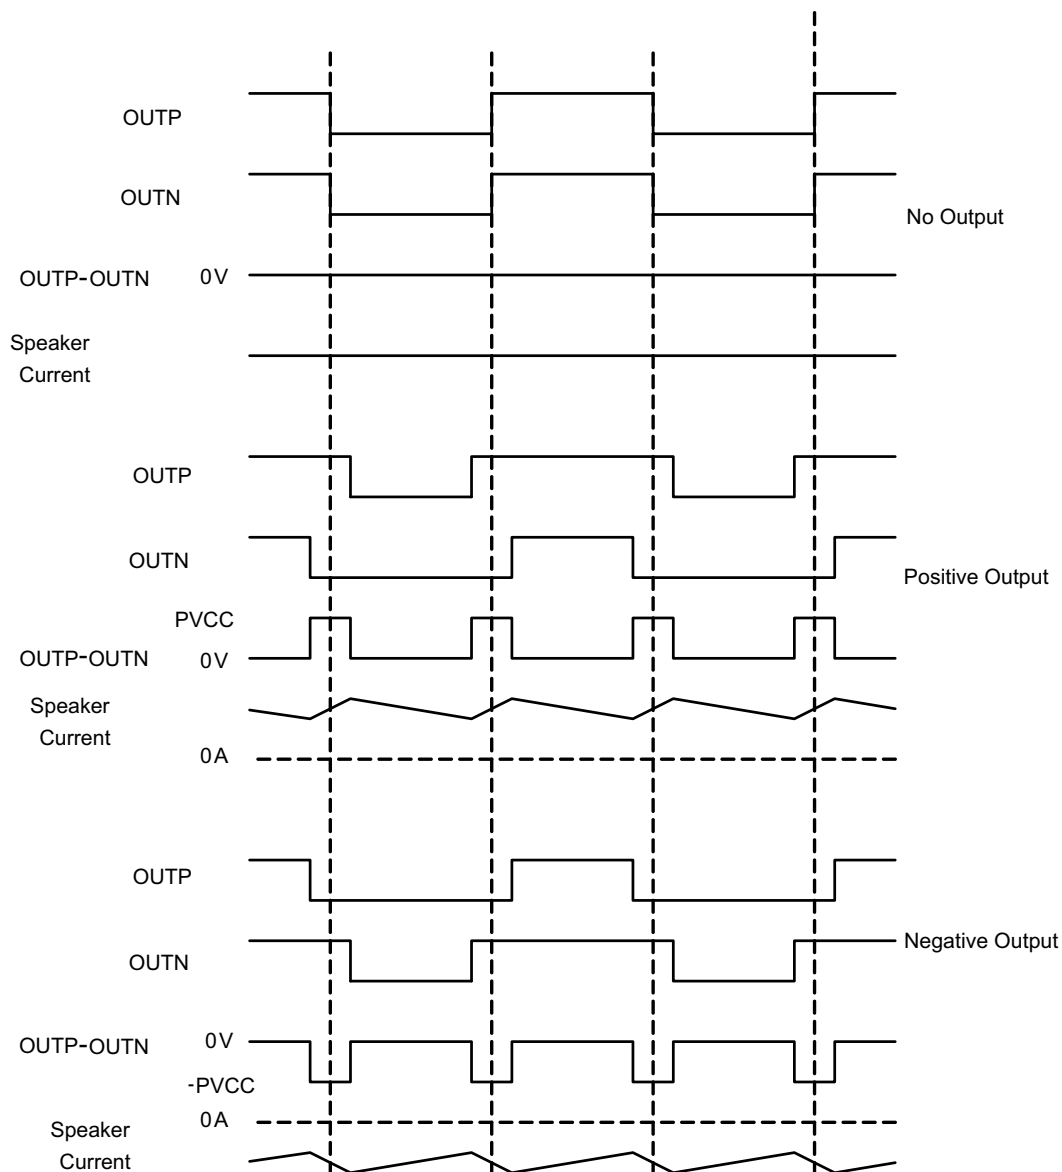 OUTP
OUTN
No Output
OUTP-OUTN 0V
Speaker
Current
OUTP
OUTN
Positive Output
PVCC
OUTP-OUTN 0V
Speaker
Current
0A
OUTP
OUTN
Negative Output
OUTP-OUTN 0V
-PVCC
0A
Speaker
Current